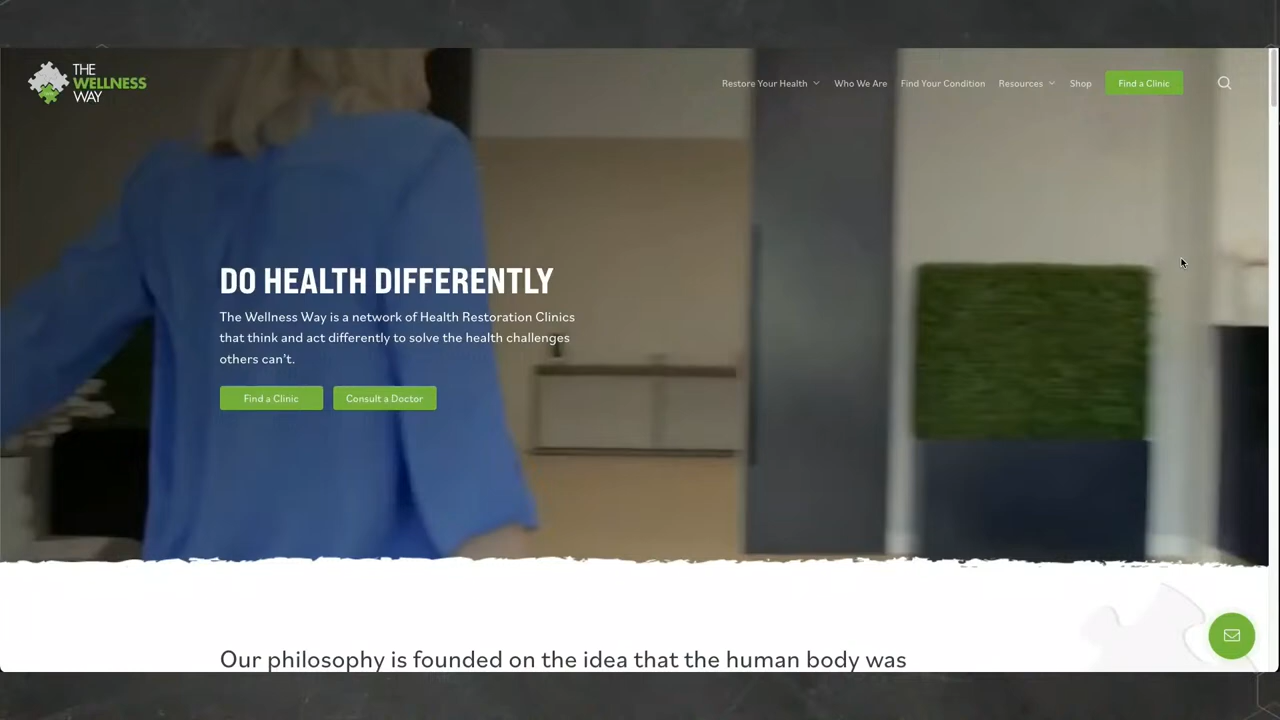 THE
WELLNESS
WAY
Restore Your Health
Who We Are
Find Your Condition
Resources
Shop
Find a Clinic
DO HEALTH DIFFERENTLY
The Wellness Way is a network of Health Restoration Clinics
that think and act differently to solve the health challenges
others can't.
Find a Clinic
Consult a Doctor
Our philosophy is founded on the idea that the human body was